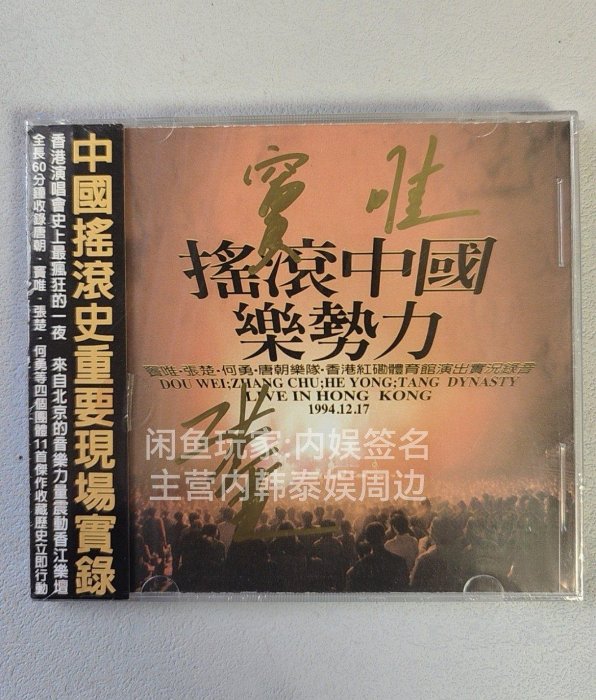 中國搖滾史重要現場實錄
香港演唱會史上最瘋狂的一夜 來自北京的音樂力量震動香江樂壇
全長60分鐘收錄唐朝·竇唯·張楚·何勇等四個團體11首傑作收藏歷史立即行動
窦唯
搖滾中國
樂勢力
竇唯·張楚·何勇·唐朝樂隊·香港紅磡體育館演出實況錄音
DOU WEI;ZHANG CHU;HE YONG;TANG DYNASTY
LIVE IN HONG KONG
1994.12.17
闲鱼玩家:内娱签名
主营内韩泰娱周边